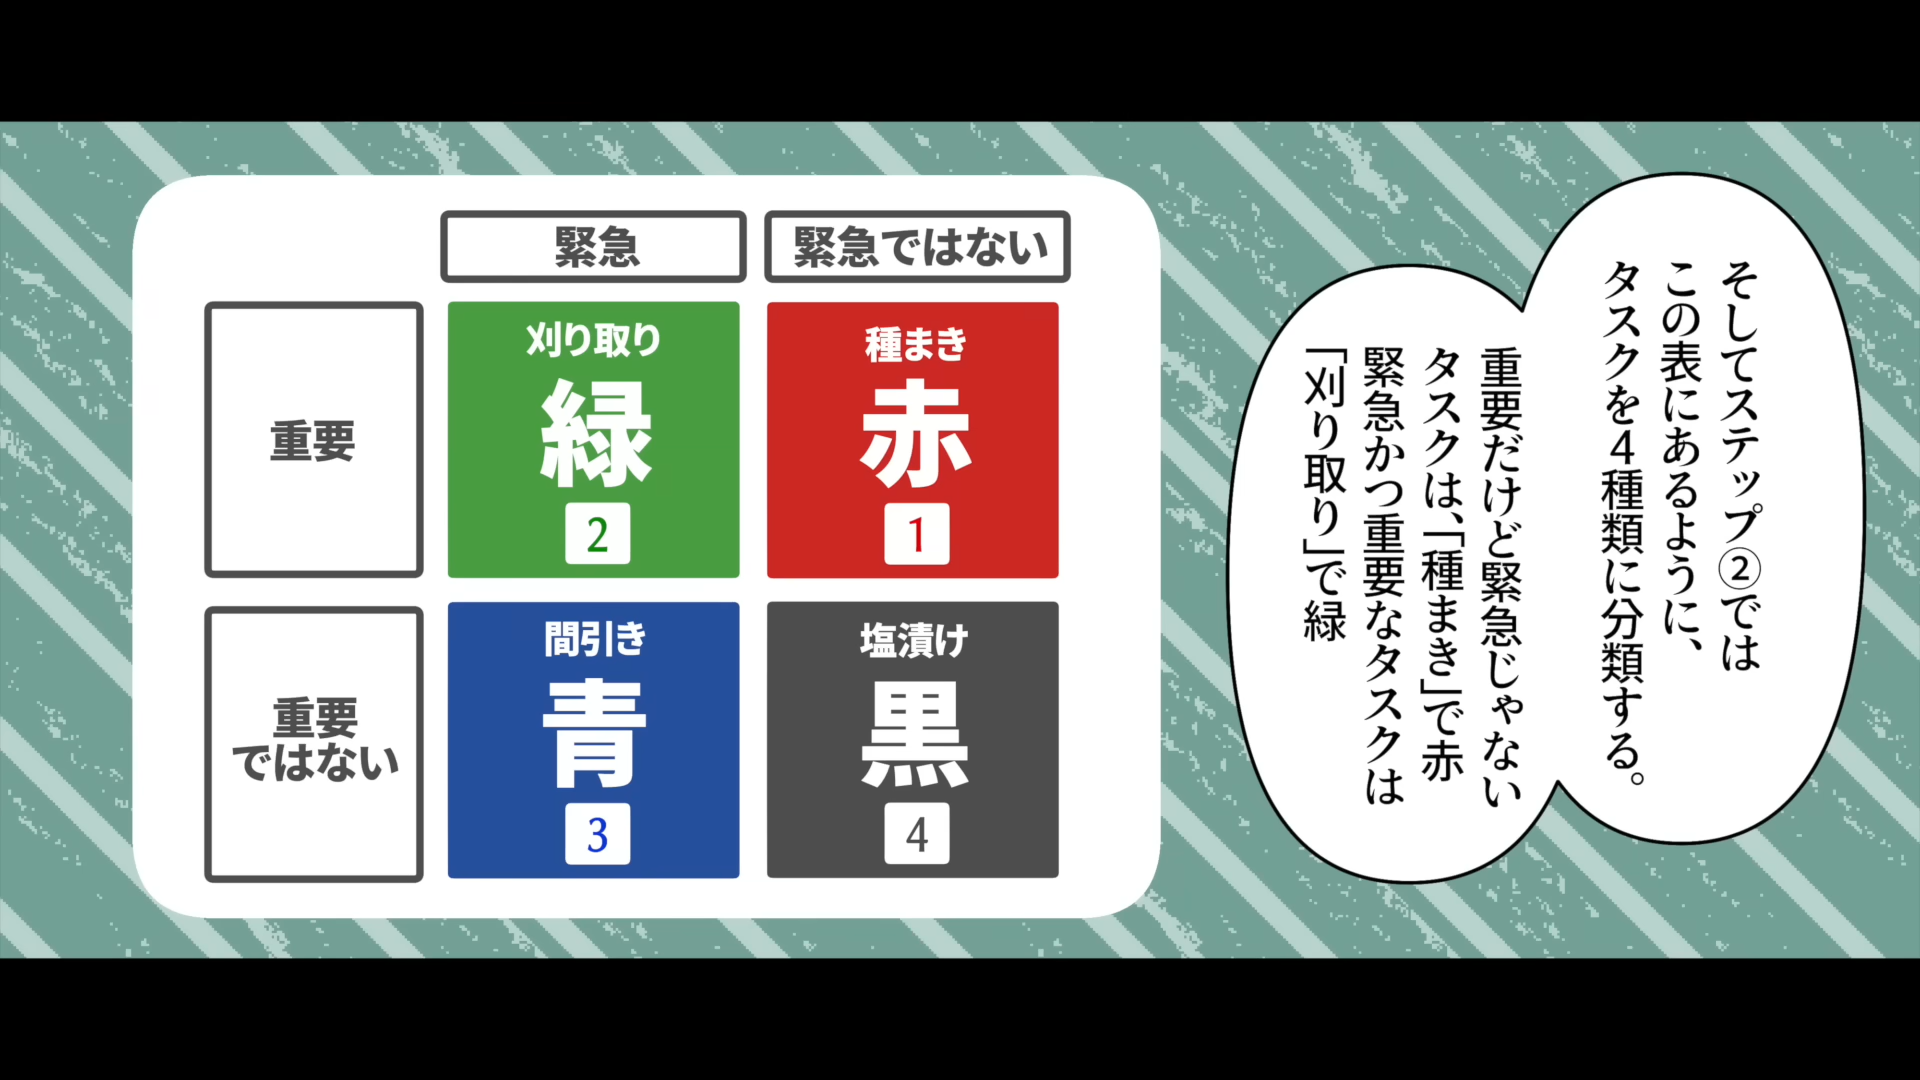 そしてステップ②では
この表にあるように、
タスクを4種類に分類する。
重要だけど緊急じゃない
タスクは、「種まき」で赤
緊急かつ重要なタスクは
「刈り取り」で緑
緊急
緊急ではない
重要
刈り取り
緑
2
種まき
赤
1
重要
ではない
間引き
青
3
塩漬け
黒
4